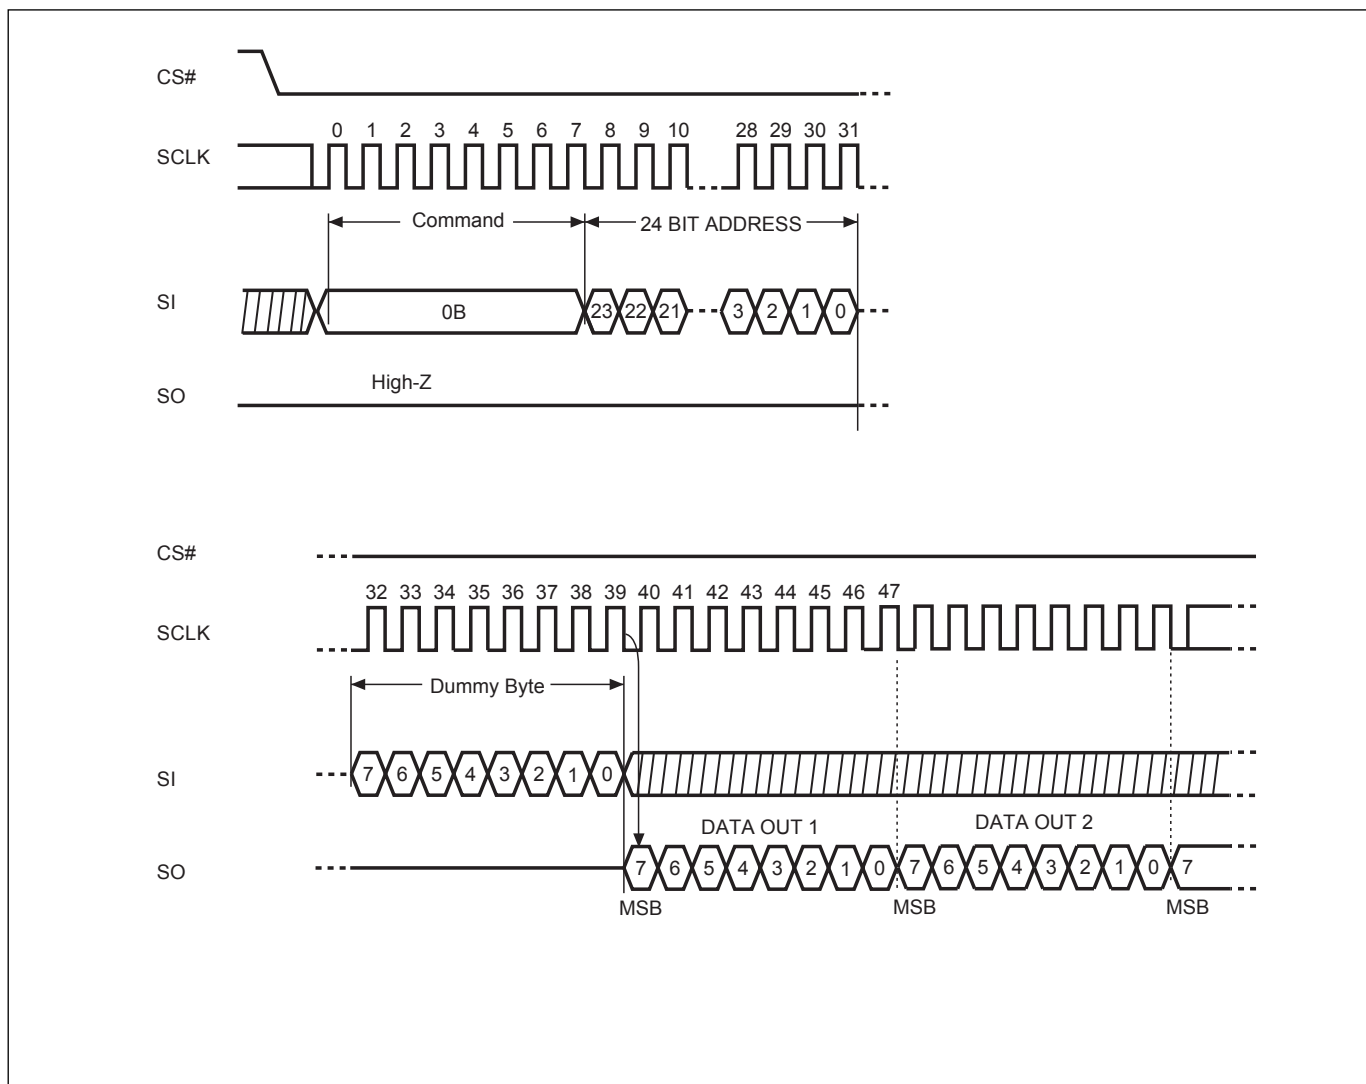 CS#
0 1 2 3 4 5 6 7 8 9 10 28 29 30 31
SCLK
Command 24 BIT ADDRESS
SI 0B 23 22 21 3 2 1 0
High-Z
SO
CS#
32 33 34 35 36 37 38 39 40 41 42 43 44 45 46 47
SCLK
Dummy Byte
SI 7 6 5 4 3 2 1 0
DATA OUT 1 DATA OUT 2
SO 7 6 5 4 3 2 1 0 7 6 5 4 3 2 1 0 7
MSB MSB MSB